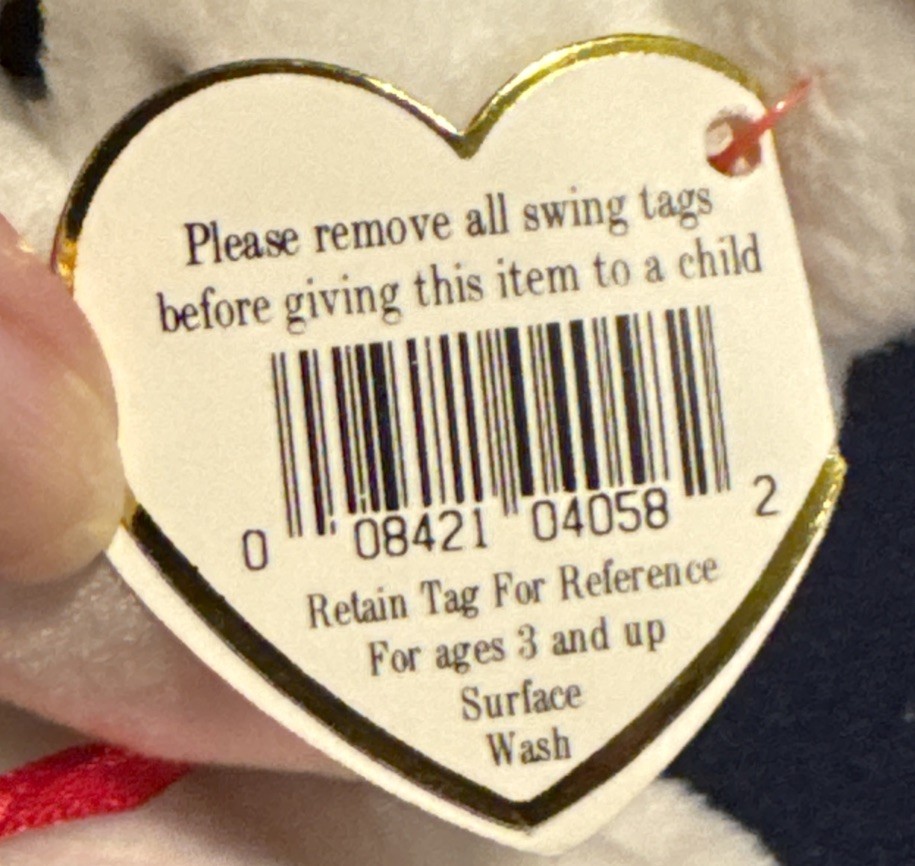 Please remove all swing tags
before giving this item to a child
0 08421 04058 2
Retain Tag For Reference
For ages 3 and up
Surface
Wash